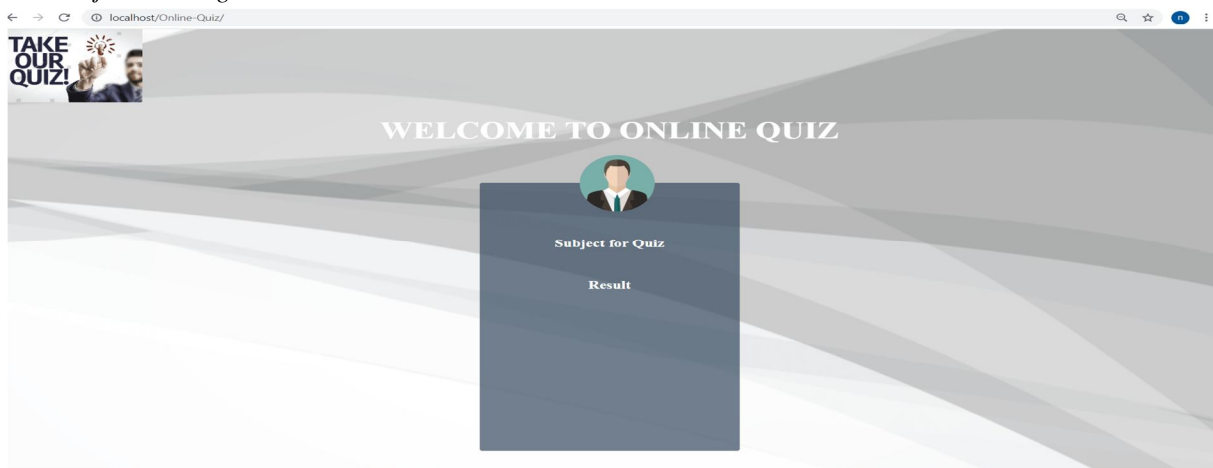 localhost/Online-Quiz/
n
TAKE
OUR
QUIZ!
WELCOME TO ONLINE QUIZ
Subject for Quiz
Result